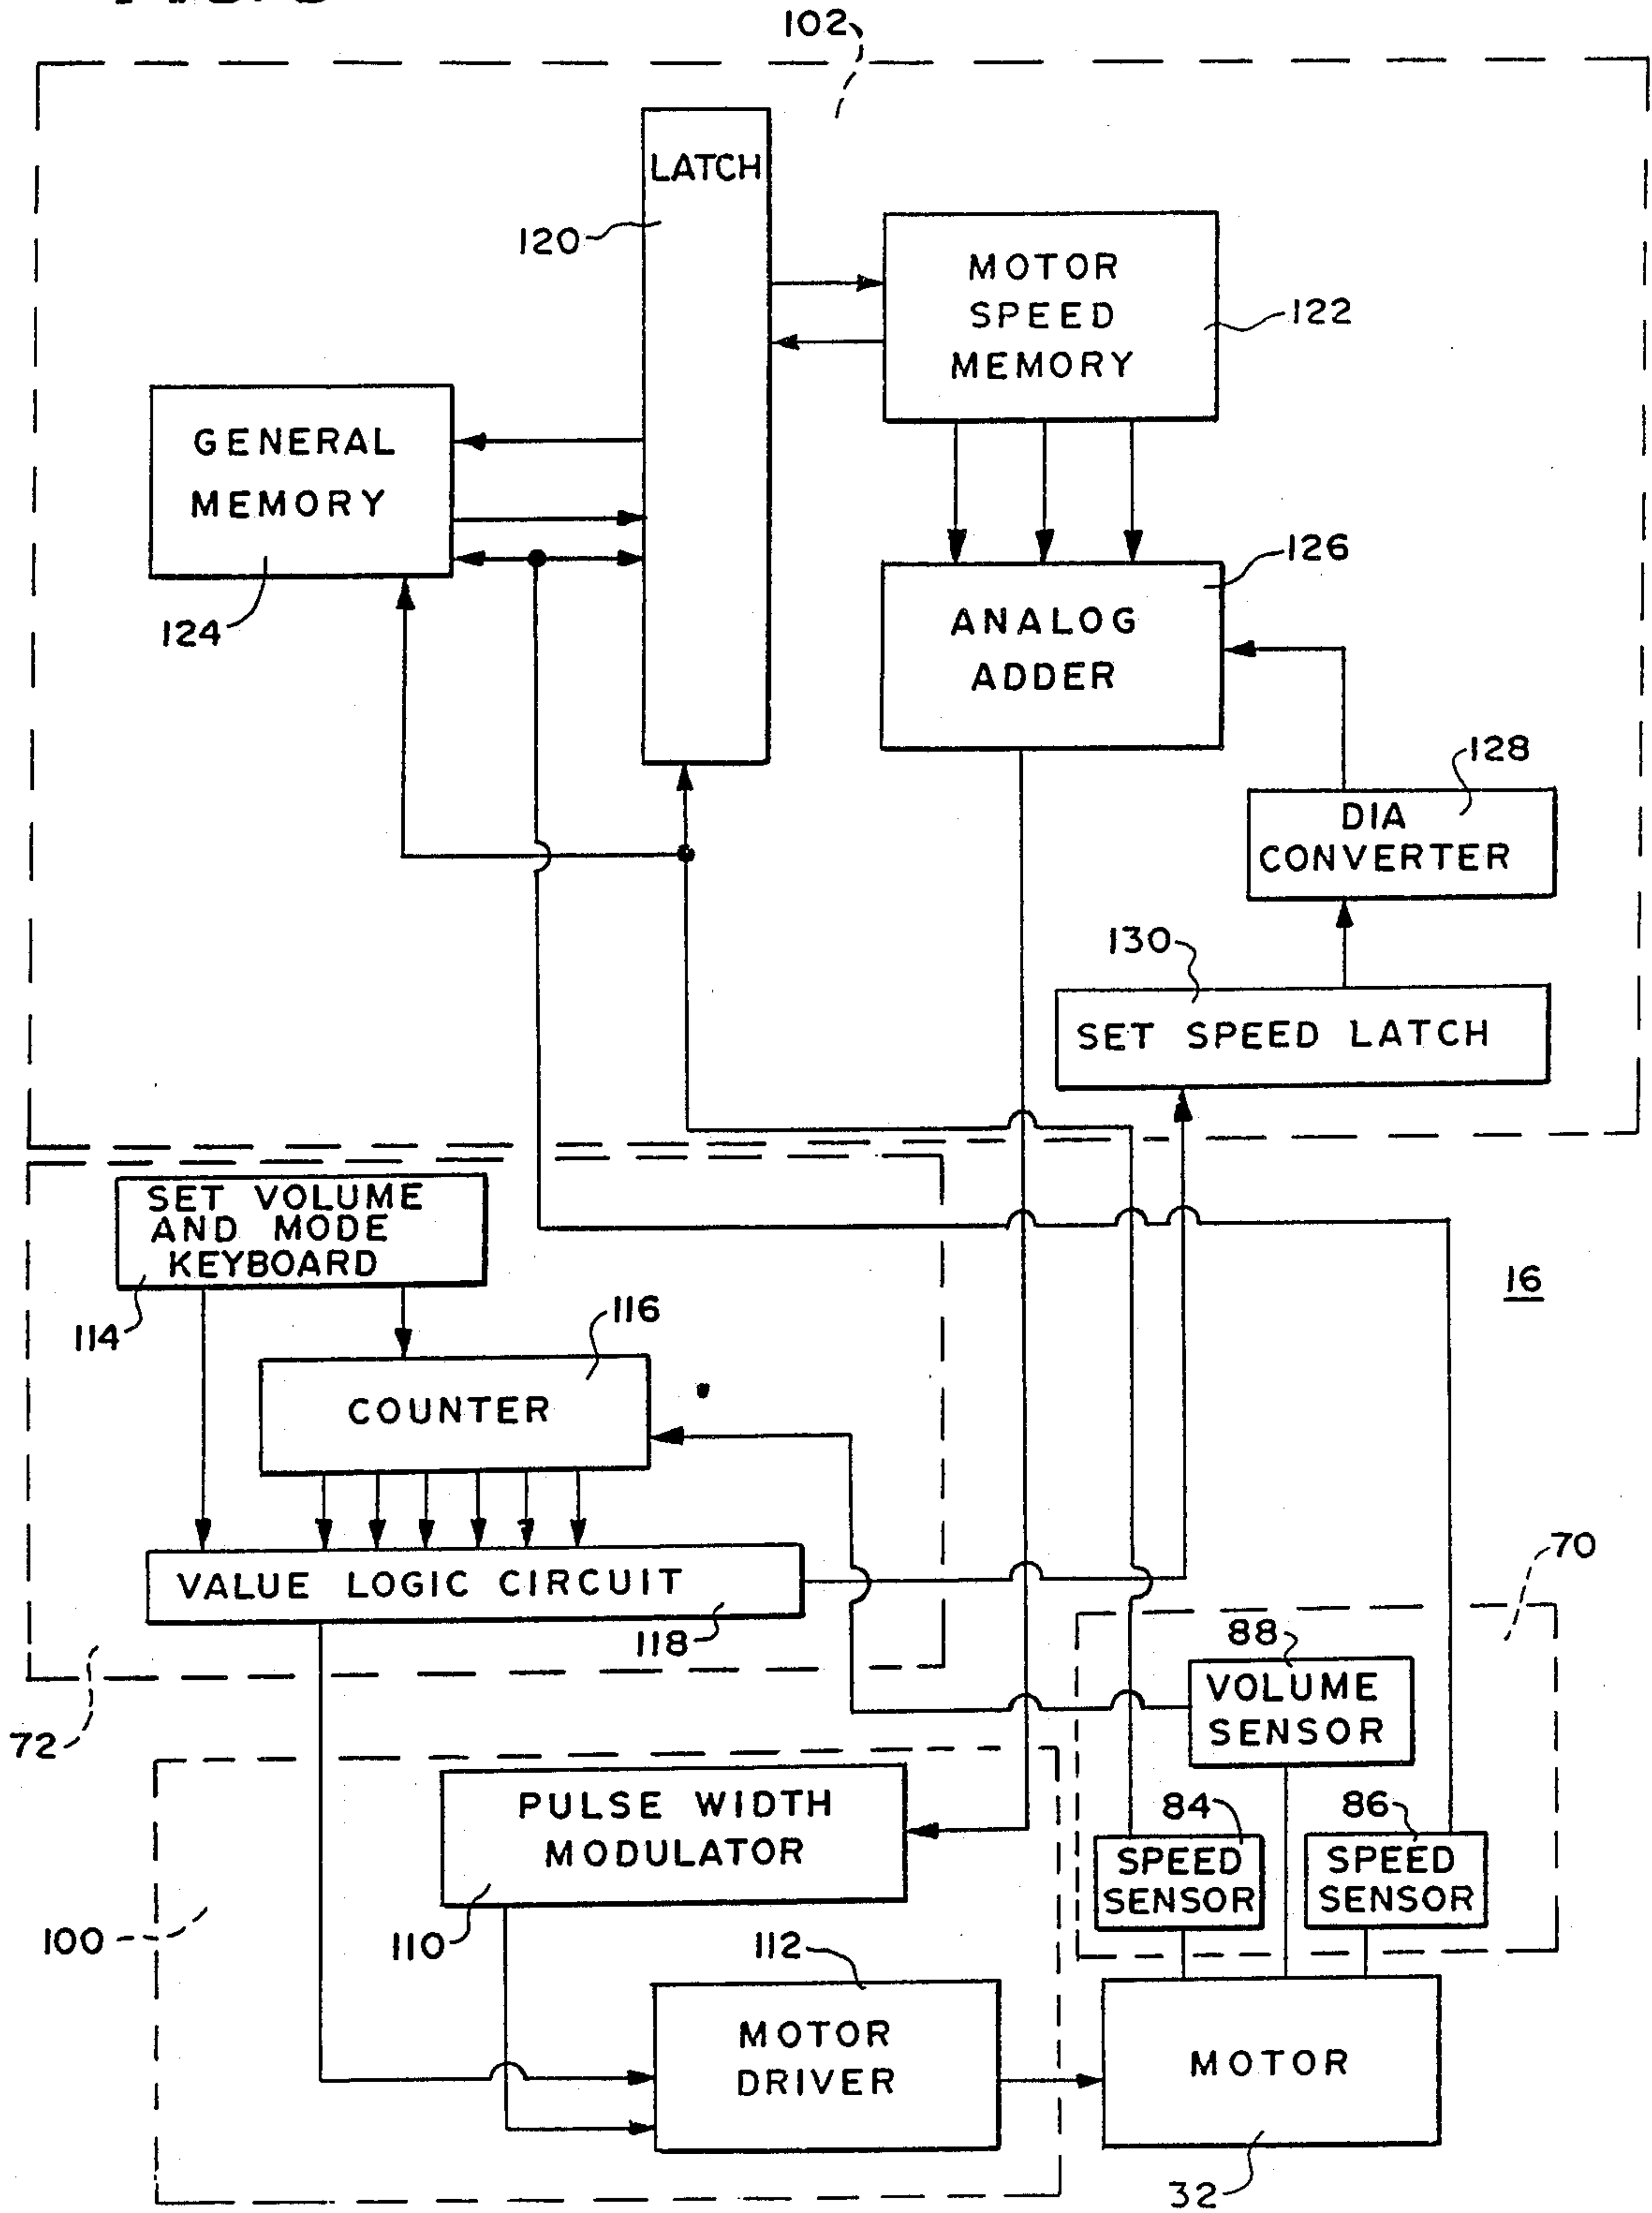 102
LATCH
120
MOTOR
SPEED
MEMORY
122
GENERAL
MEMORY
124
126
ANALOG
ADDER
128
DIA
CONVERTER
130
SET SPEED LATCH
SET VOLUME
AND MODE
KEYBOARD
114
16
116
COUNTER
70
VALUE LOGIC CIRCUIT
118
88
VOLUME
SENSOR
72
PULSE WIDTH
MODULATOR
84
86
SPEED
SENSOR
SPEED
SENSOR
100
110
112
MOTOR
DRIVER
MOTOR
32